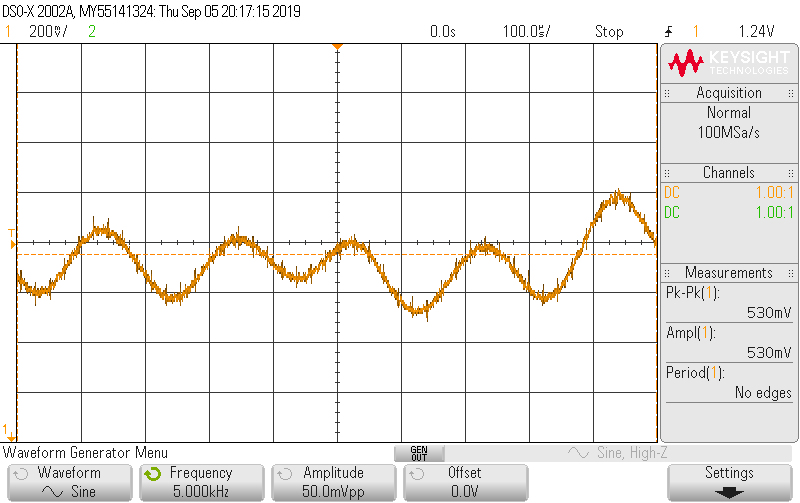 DSO-X 2002A, MY55141324: Thu Sep 05 20:17:15 2019
1 200mV/ 2 0.0s 100.0us/ Stop 1 1.24V
KEYSIGHT
TECHNOLOGIES
Acquisition
Normal
100MSa/s
Channels
DC 1.00:1
DC 1.00:1
Measurements
Pk-Pk(1):
530mV
Ampl(1):
530mV
Period(1):
No edges
T
1
Waveform Generator Menu
GEN
OUT
Sine, High-Z
Waveform
Sine
Frequency
5.000kHz
Amplitude
50.0mVpp
Offset
0.0V
Settings